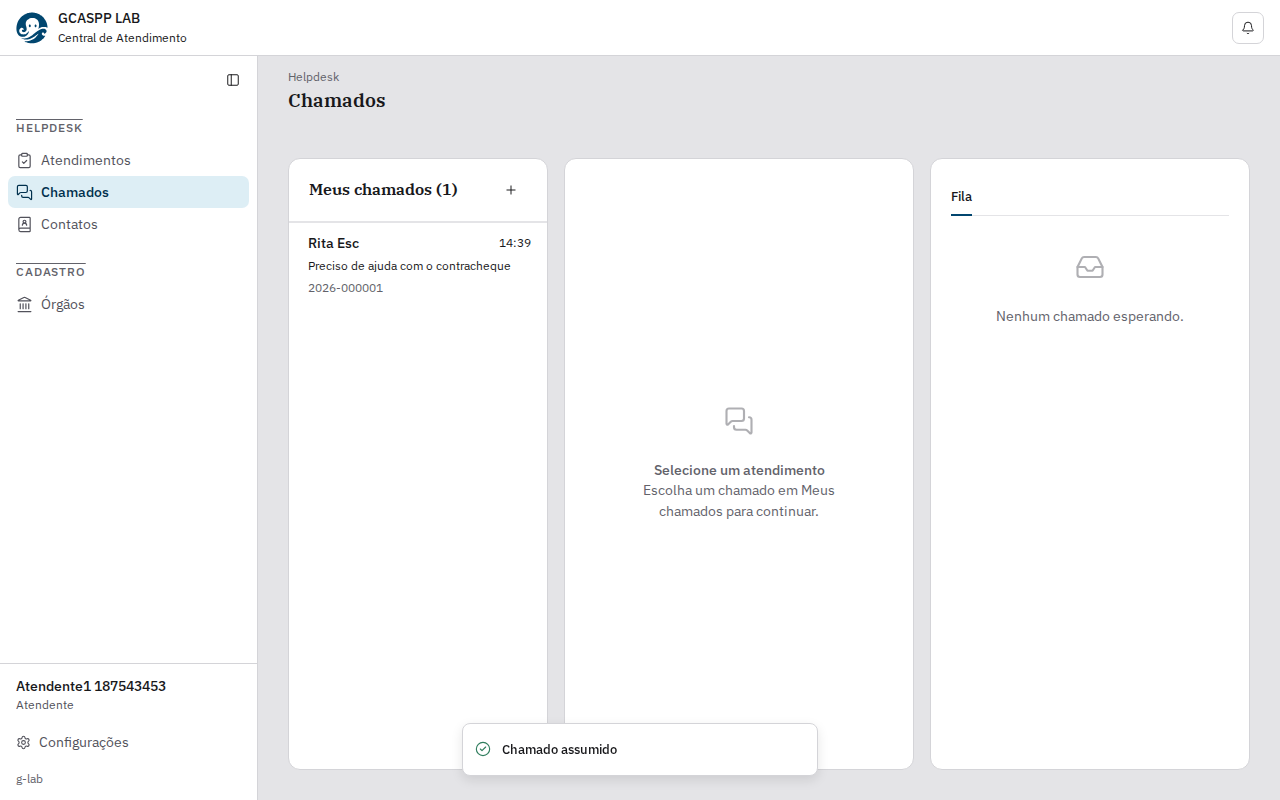 GCASPP LAB
Central de Atendimento
HELPDESK
Atendimentos
Chamados
Contatos
CADASTRO
Órgãos
Atendente1 187543453
Atendente
Configurações
g-lab
Helpdesk
Chamados
Meus chamados (1)
Rita Esc 14:39
Preciso de ajuda com o contracheque
2026-000001
Selecione um atendimento
Escolha um chamado em Meus
chamados para continuar.
Fila
Nenhum chamado esperando.
Chamado assumido